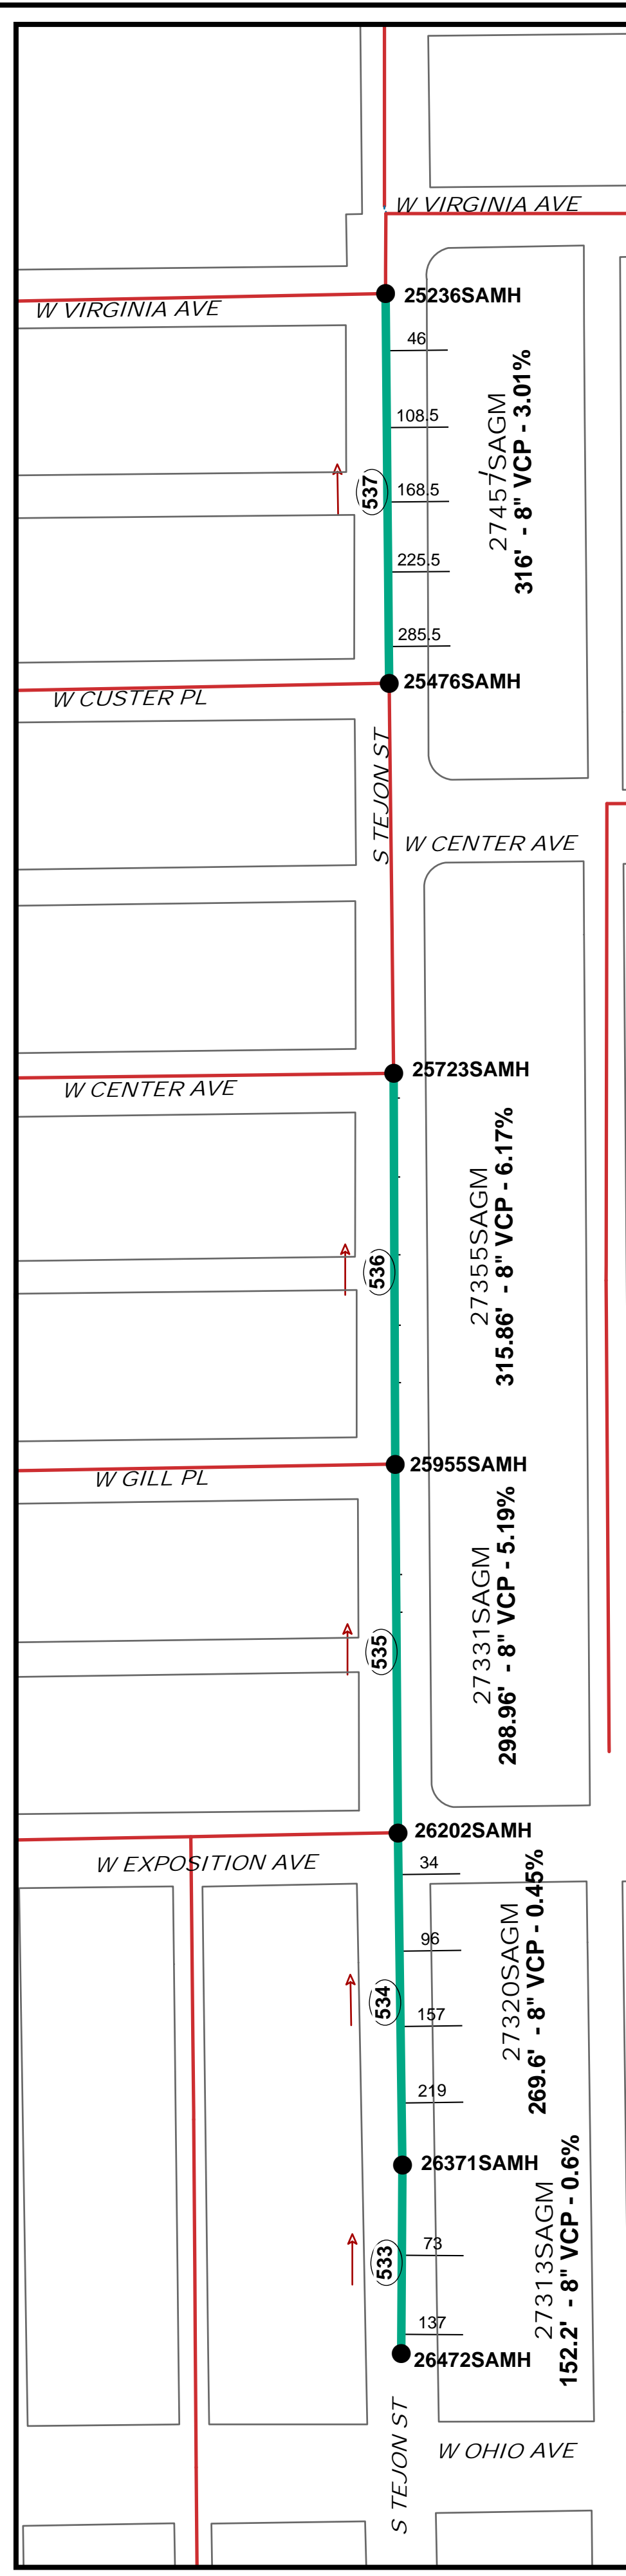 W VIRGINIA AVE
25236SAMH
W VIRGINIA AVE
46
108.5
537
168.5
27457SAGM
316' - 8" VCP - 3.01%
225.5
285.5
25476SAMH
W CUSTER PL
S TEJON ST
W CENTER AVE
25723SAMH
W CENTER AVE
536
27355SAGM
315.86' - 8" VCP - 6.17%
25955SAMH
W GILL PL
535
27331SAGM
298.96' - 8" VCP - 5.19%
26202SAMH
W EXPOSITION AVE
34
96
534
157
27320SAGM
269.6' - 8" VCP - 0.45%
219
26371SAMH
73
533
27313SAGM
152.2' - 8" VCP - 0.6%
137
26472SAMH
S TEJON ST
W OHIO AVE